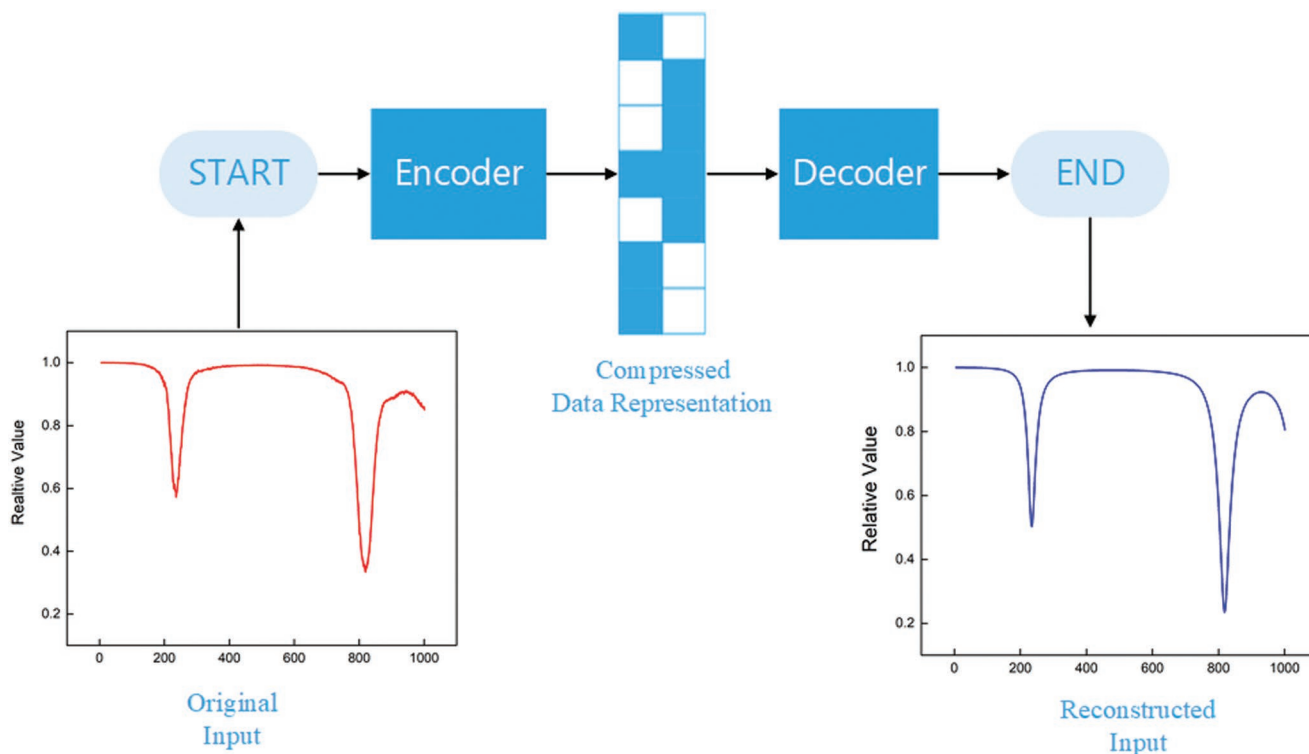 START
Encoder
Decoder
END
Compressed
Data Representation
Realtive Value
1.0
0.8
0.6
0.4
0.2
0 200 400 600 800 1000
Original
Input
Relative Value
1.0
0.8
0.6
0.4
0.2
0 200 400 600 800 1000
Reconstructed
Input